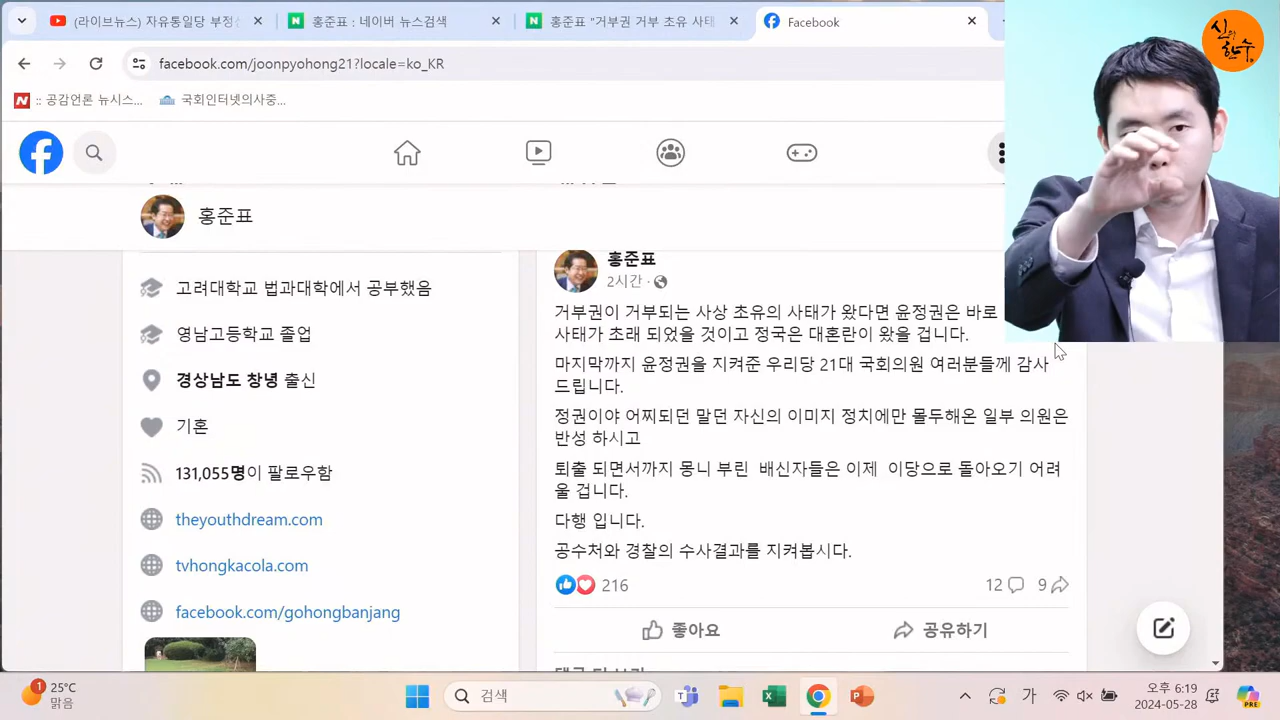 (라이브뉴스) 자유통일당 부정선
홍준표 : 네이버 뉴스검색
홍준표 "거부권 거부 초유 사태
Facebook
신의한수
facebook.com/joonpyohong21?locale=ko_KR
:: 공감언론 뉴시스...
국회인터넷의사중...
홍준표
고려대학교 법과대학에서 공부했음
영남고등학교 졸업
경상남도 창녕 출신
기혼
131,055명이 팔로우함
theyouthdream.com
tvhongkacola.com
facebook.com/gohongbanjang
홍준표
2시간 ·
거부권이 거부되는 사상 초유의 사태가 왔다면 윤정권은 바로
사태가 초래 되었을 것이고 정국은 대혼란이 왔을 겁니다.
마지막까지 윤정권을 지켜준 우리당 21대 국회의원 여러분들께 감사
드립니다.
정권이야 어찌되던 말던 자신의 이미지 정치에만 몰두해온 일부 의원은
반성 하시고
퇴출 되면서까지 몽니 부린 배신자들은 이제 이당으로 돌아오기 어려
울 겁니다.
다행 입니다.
공수처와 경찰의 수사결과를 지켜봅시다.
216
12 9
좋아요 공유하기
1
25°C
맑음
검색
가
오후 6:19
2024-05-28
PRE